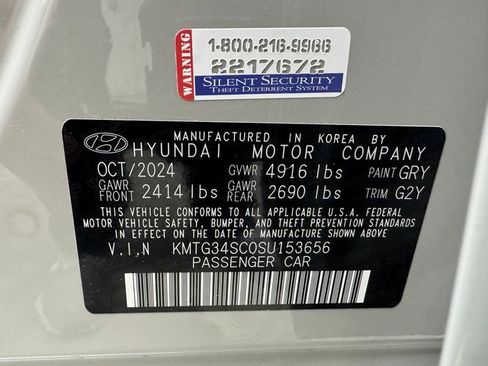 WARNING
1-800-216-9966
2217672
SILENT SECURITY
THEFT DETERRENT SYSTEM
MANUFACTURED IN KOREA BY
HYUNDAI MOTOR COMPANY
OCT/2024 GVWR 4916 lbs PAINT GRY
GAWR FRONT 2414 lbs GAWR REAR 2690 lbs TRIM G2Y
THIS VEHICLE CONFORMS TO ALL APPLICABLE U.S.A. FEDERAL
MOTOR VEHICLE SAFETY, BUMPER, AND THEFT PREVENTION STANDARDS
IN EFFECT ON THE DATE OF MANUFACTURE SHOWN ABOVE.
V.I.N KMTG34SC0SU153656
PASSENGER CAR